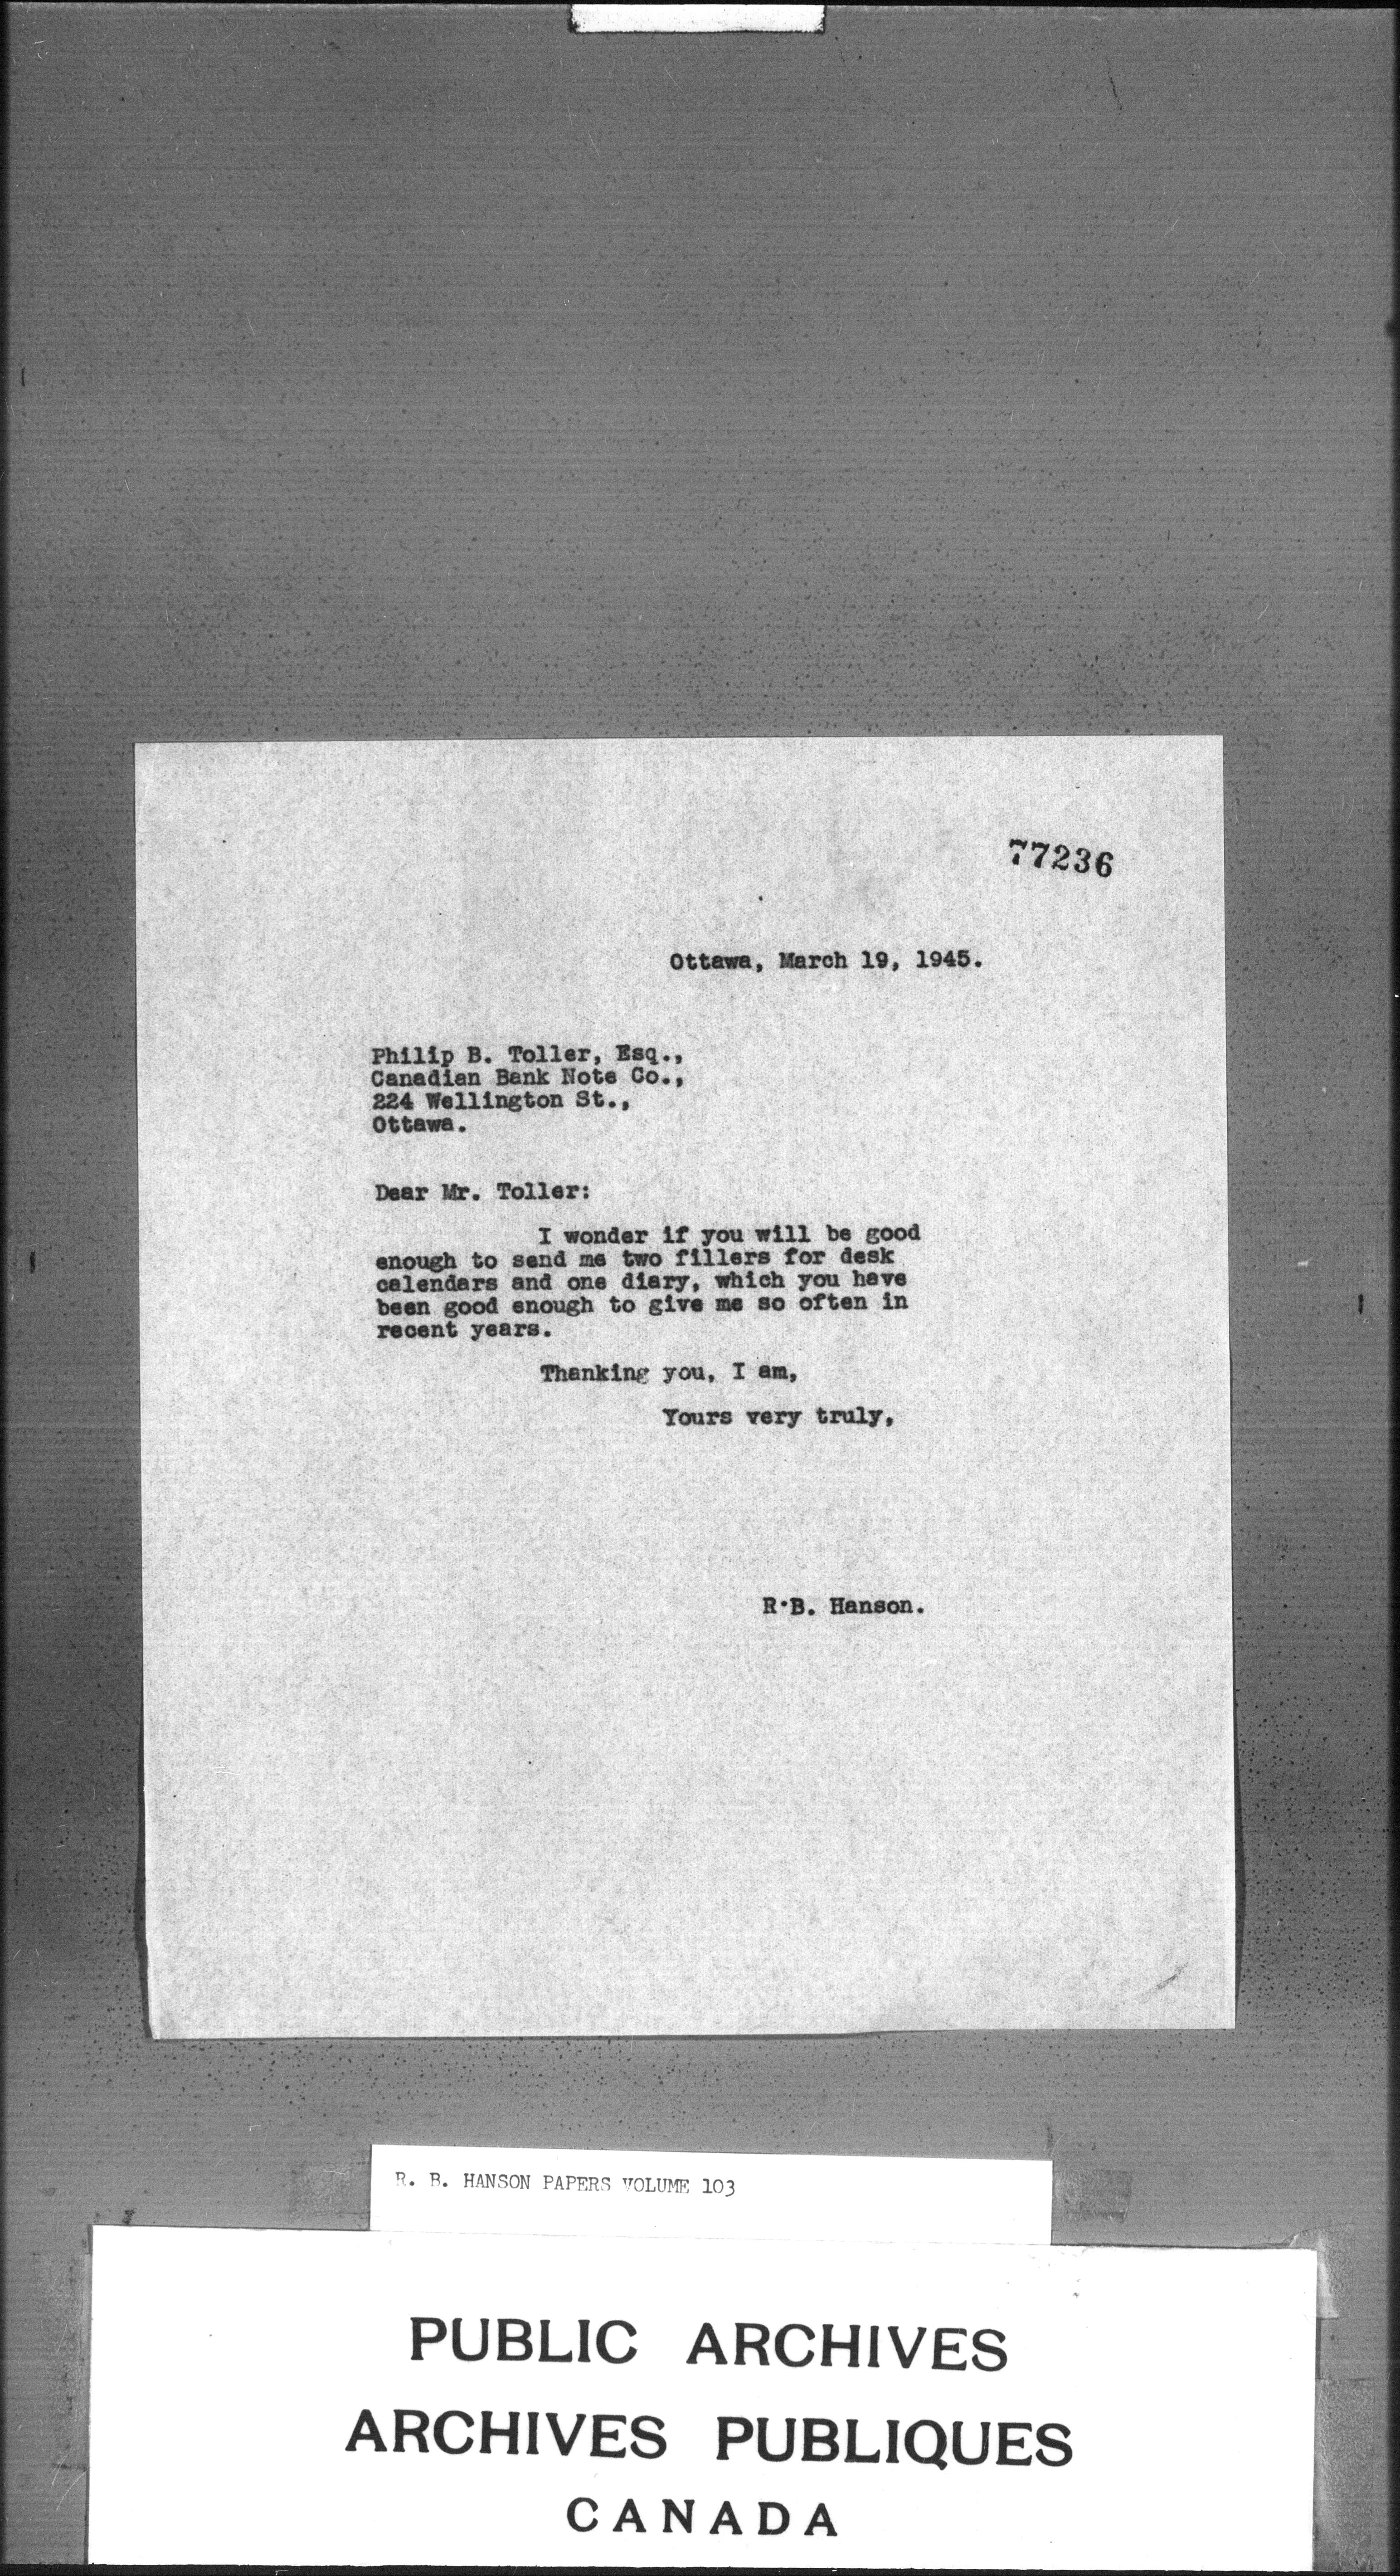 77236
Ottawa, March 19, 1945.
Philip B. Toller, Esq.,
Canadian Bank Note Co.,
224 Wellington St.,
Ottawa.
Dear Mr. Toller:
I wonder if you will be good
enough to send me two fillers for desk
calendars and one diary, which you have
been good enough to give me so often in
recent years.
Thanking you, I am,
Yours very truly,
R.B. Hanson.
R. B. HANSON PAPERS VOLUME 103
PUBLIC ARCHIVES
ARCHIVES PUBLIQUES
CANADA